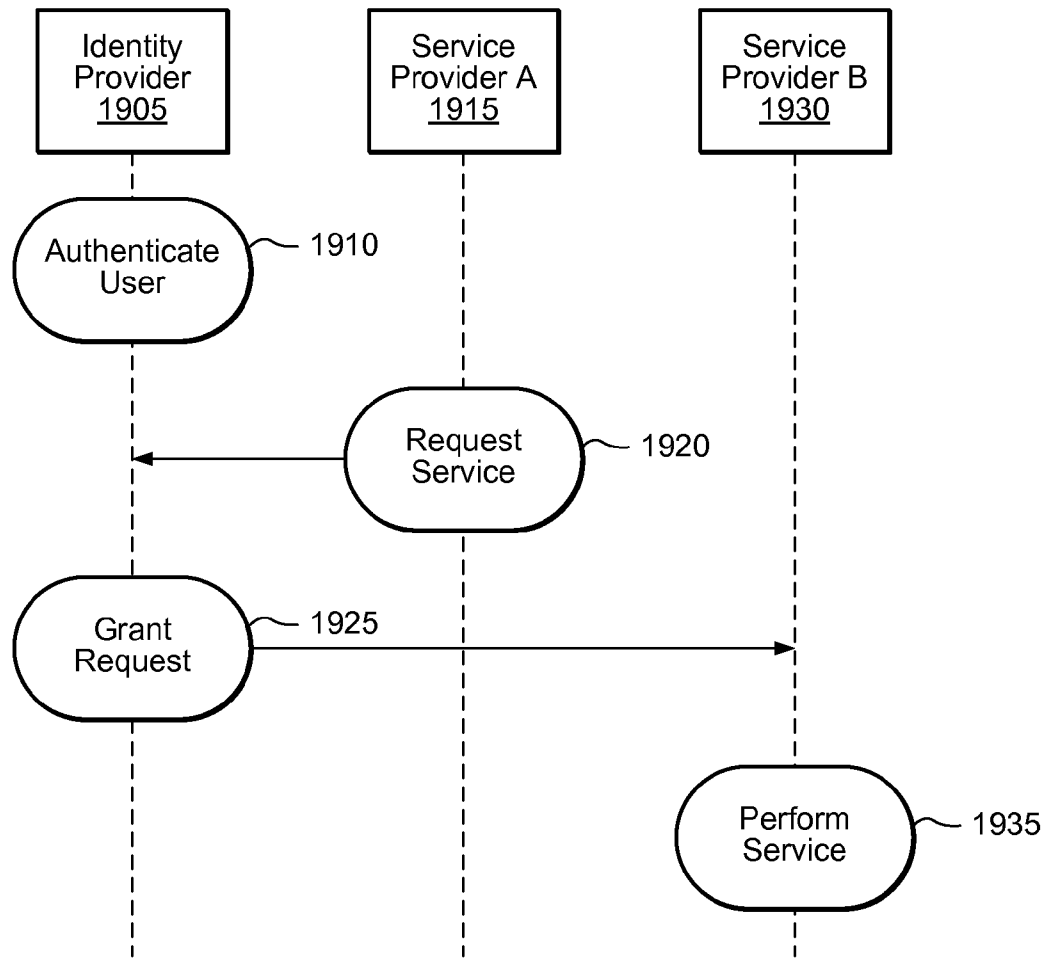 Identity
Provider
1905
Service
Provider A
1915
Service
Provider B
1930
Authenticate
User
1910
Request
Service
1920
Grant
Request
1925
Perform
Service
1935